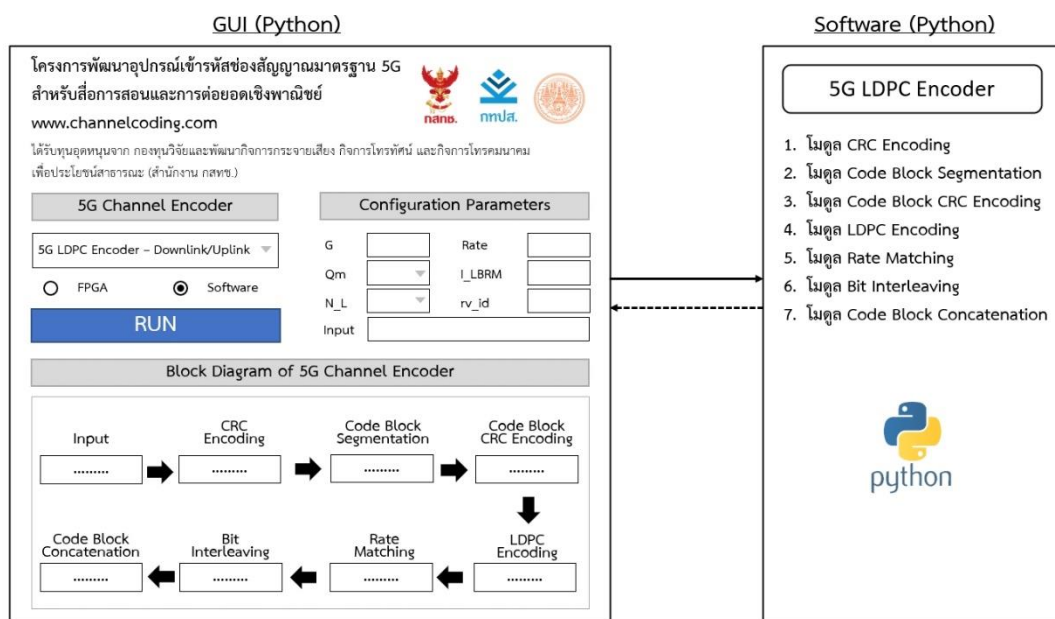 GUI (Python)
โครงการพัฒนาอุปกรณ์เข้ารหัสช่องสัญญาณมาตรฐาน 5G
สำหรับสื่อการสอนและการต่อยอดเชิงพาณิชย์
www.channelcoding.com
กสทช.
กทปส.
ได้รับทุนอุดหนุนจาก กองทุนวิจัยและพัฒนากิจการกระจายเสียง กิจการโทรทัศน์ และกิจการโทรคมนาคม
เพื่อประโยชน์สาธารณะ (สำนักงาน กสทช.)
5G Channel Encoder
5G LDPC Encoder – Downlink/Uplink
FPGA
Software
RUN
Configuration Parameters
G
Rate
Qm
I_LBRM
N_L
rv_id
Input
Block Diagram of 5G Channel Encoder
Input
.........
CRC
Encoding
.........
Code Block
Segmentation
.........
Code Block
CRC Encoding
.........
Code Block
Concatenation
.........
Bit
Interleaving
.........
Rate
Matching
.........
LDPC
Encoding
.........
Software (Python)
5G LDPC Encoder
1. โมดูล CRC Encoding
2. โมดูล Code Block Segmentation
3. โมดูล Code Block CRC Encoding
4. โมดูล LDPC Encoding
5. โมดูล Rate Matching
6. โมดูล Bit Interleaving
7. โมดูล Code Block Concatenation
python